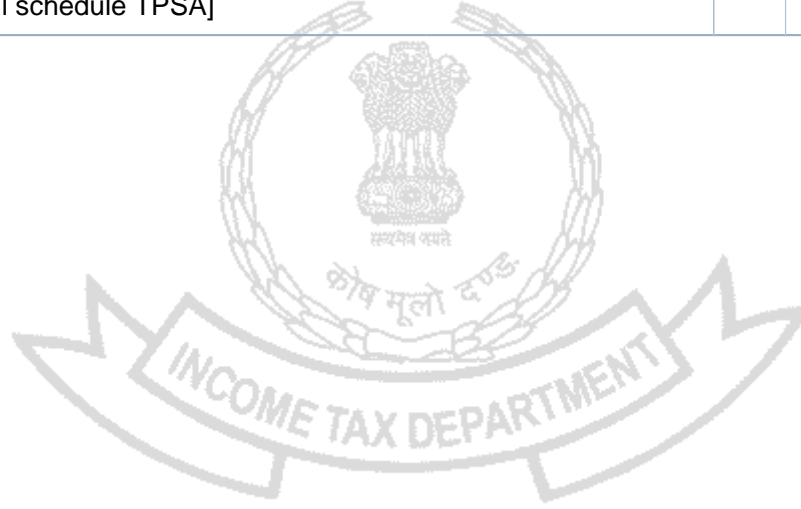 schedule TPSA]
सत्यमेव जयते
कोष मूलो दण्डः
INCOME TAX DEPARTMENT